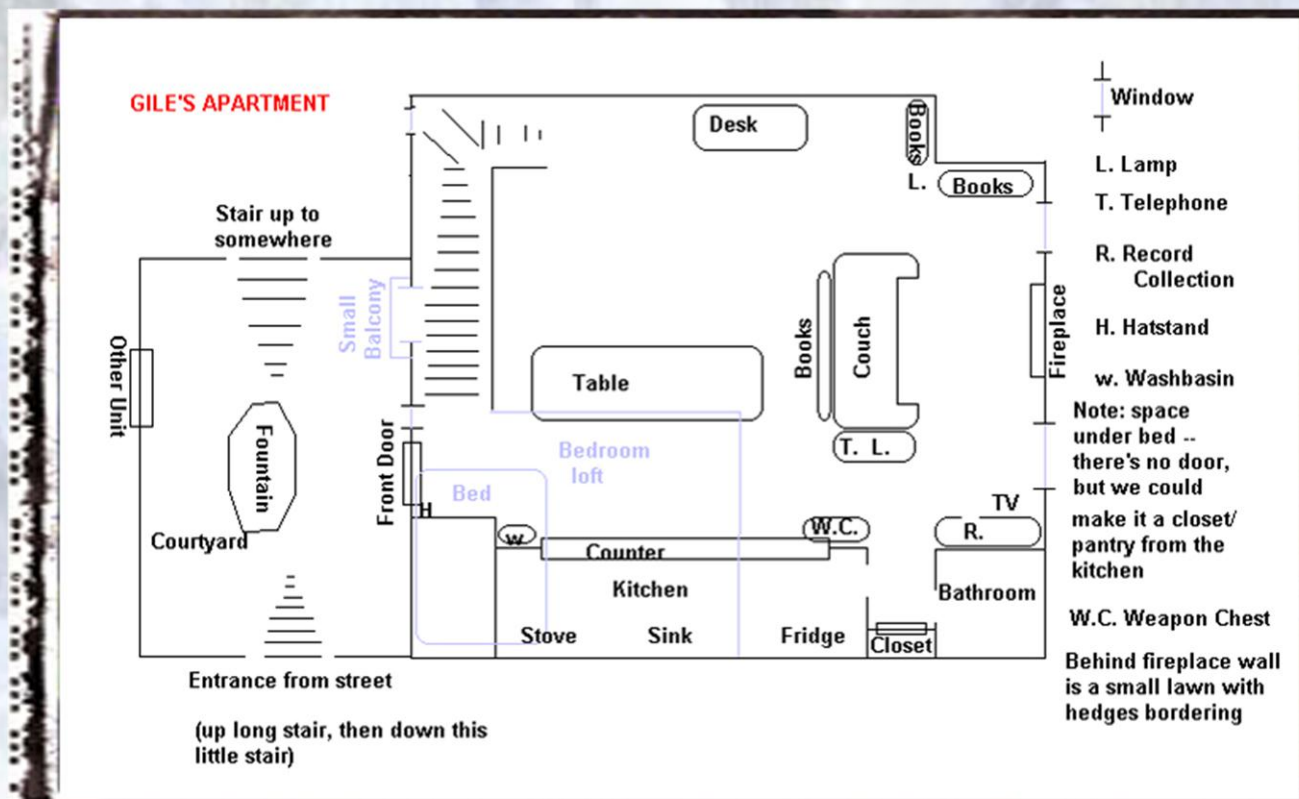 GILE'S APARTMENT
Stair up to
somewhere
Small
Balcony
Other Unit
Fountain
Courtyard
Front Door
H
Entrance from street
(up long stair, then down this
little stair)
Desk
Books
L.
Books
Books
Couch
Fireplace
Table
T. L.
Bedroom
loft
Bed
w
W.C.
Counter
Kitchen
Stove
Sink
Fridge
Closet
TV
R.
Bathroom
Window
L. Lamp
T. Telephone
R. Record
Collection
H. Hatstand
w. Washbasin
Note: space
under bed --
there's no door,
but we could
make it a closet/
pantry from the
kitchen
W.C. Weapon Chest
Behind fireplace wall
is a small lawn with
hedges bordering